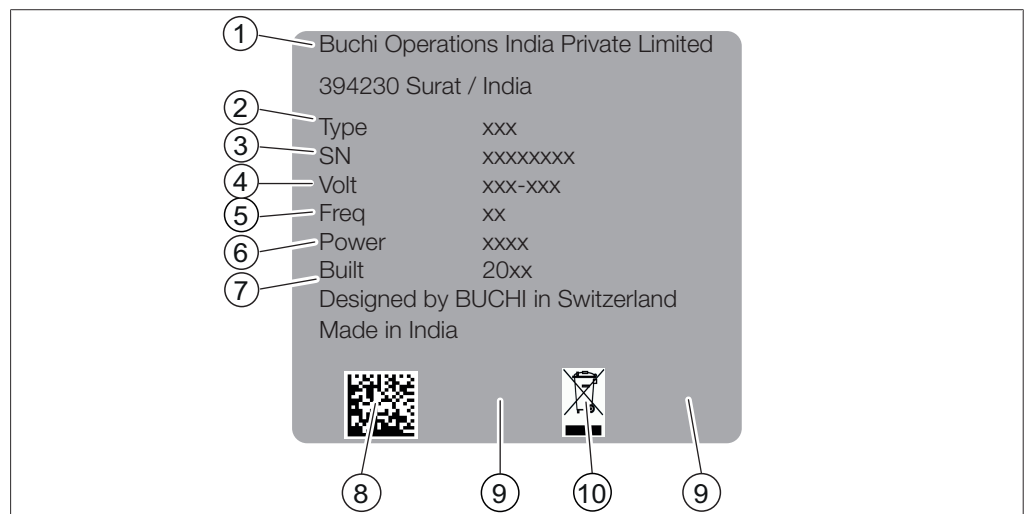 ① Buchi Operations India Private Limited
394230 Surat / India
② Type xxx
③ SN xxxxxxxx
④ Volt xxx-xxx
⑤ Freq xx
⑥ Power xxxx
⑦ Built 20xx
Designed by BUCHI in Switzerland
Made in India
⑧ ⑨ ⑩ ⑨